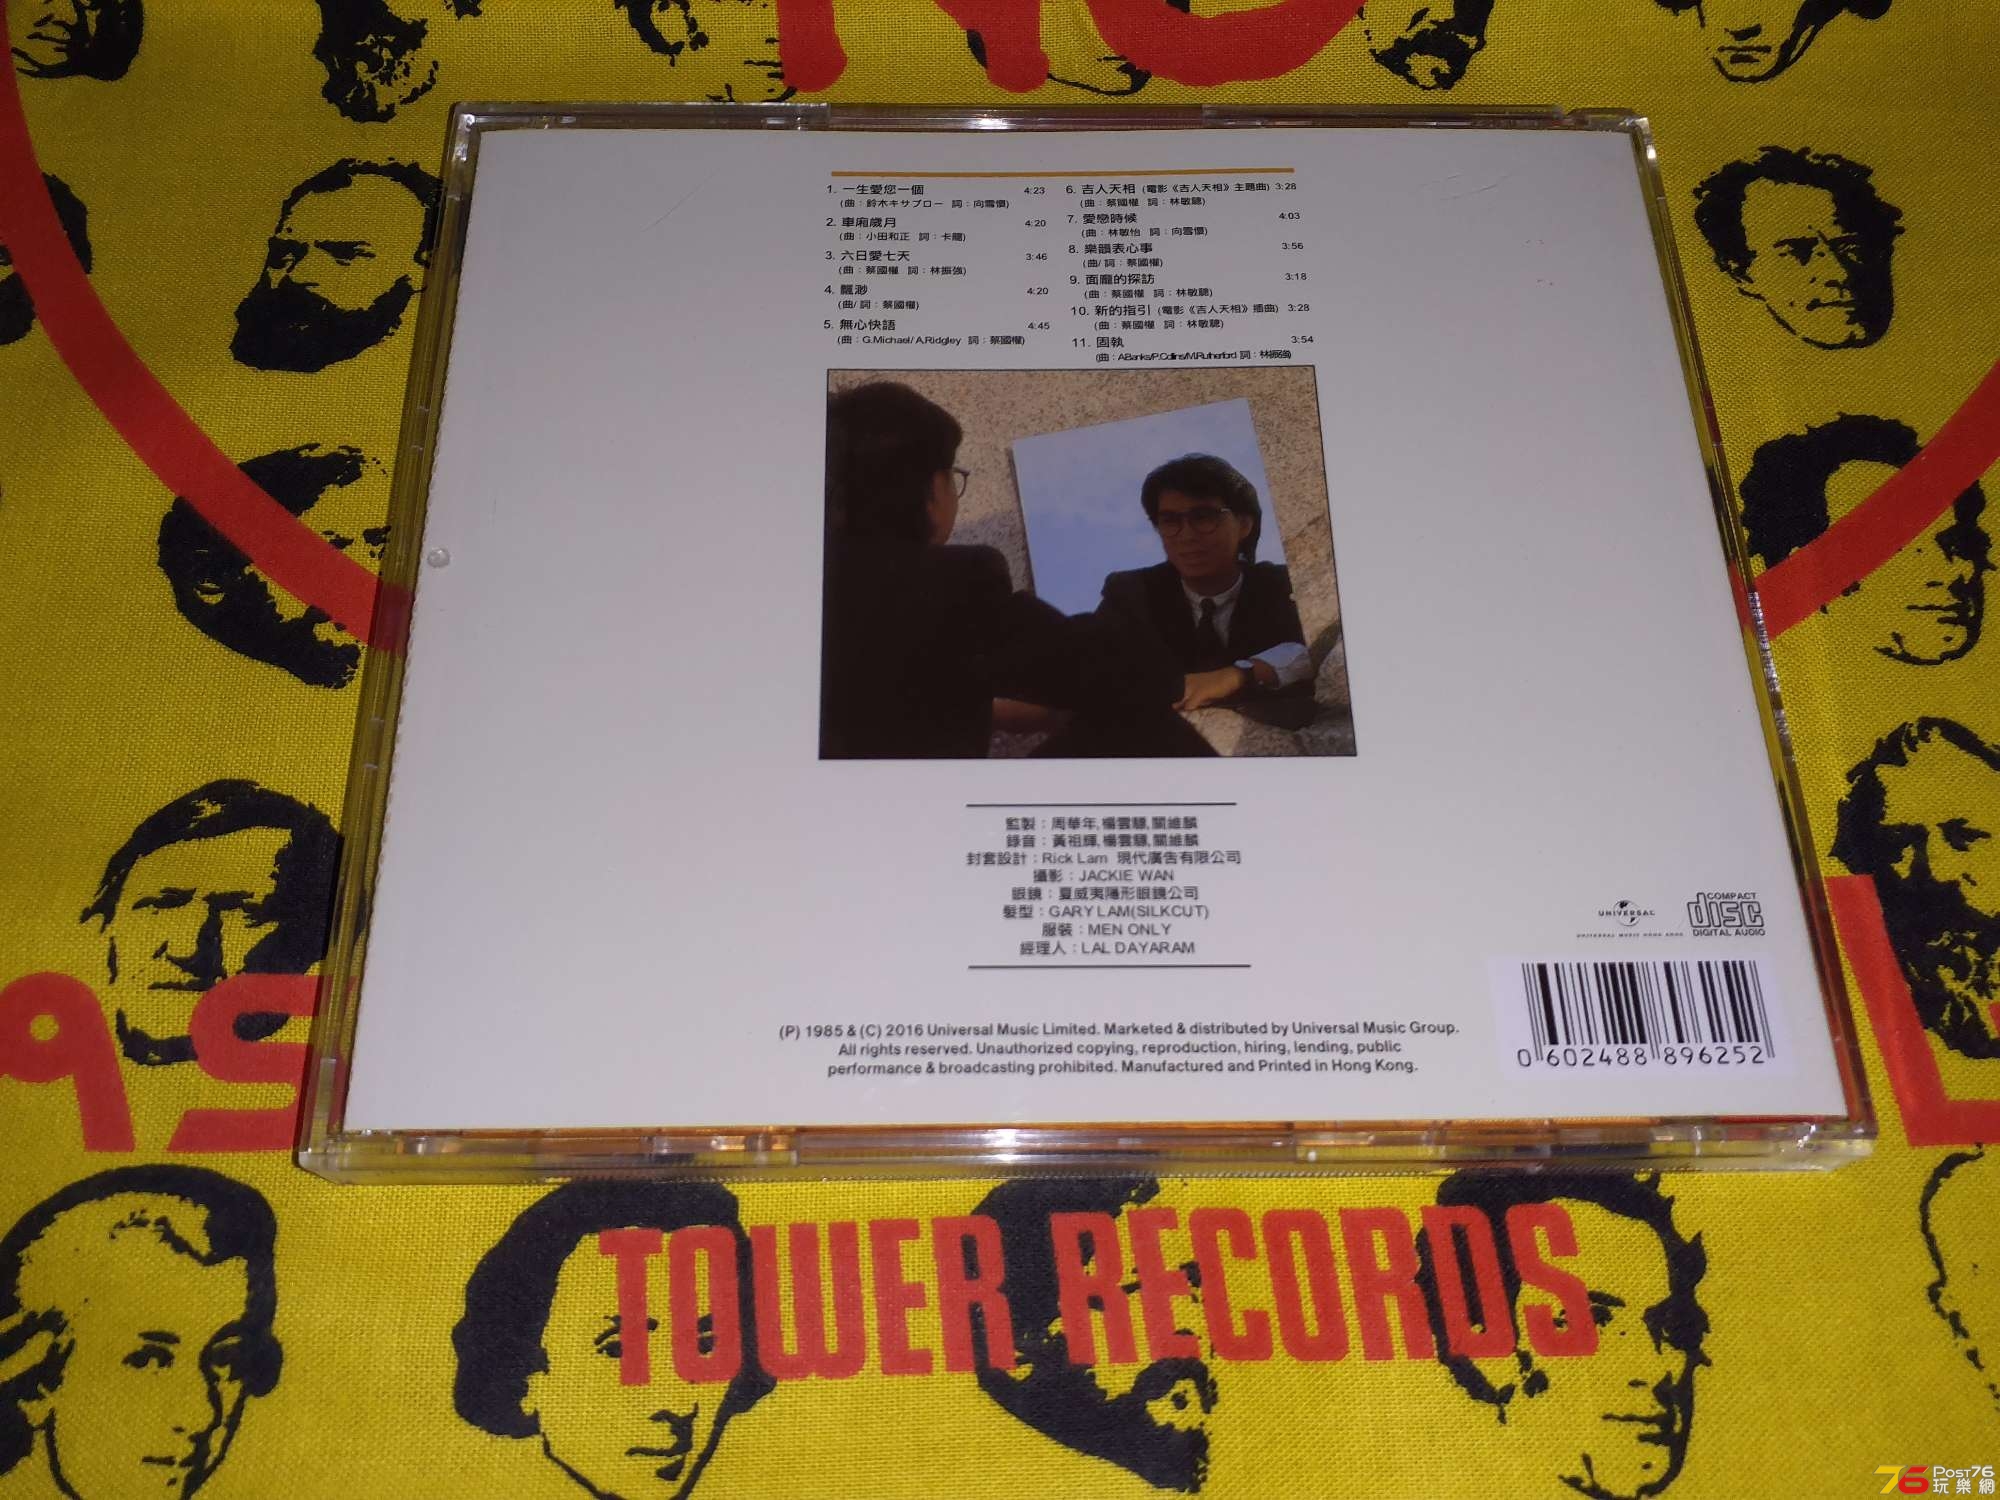 1. 一生愛您一個 4:23
(曲：鈴木キサブロー 詞：向雪懷)
2. 車廂歲月 4:20
(曲：小田和正 詞：卡龍)
3. 六日愛七天 3:46
(曲：蔡國權 詞：林振強)
4. 飄渺 4:20
(曲/ 詞：蔡國權)
5. 無心快語 4:45
(曲：G.Michael/ A.Ridgley 詞：蔡國權)
6. 吉人天相 (電影《吉人天相》主題曲) 3:28
(曲：蔡國權 詞：林敏驄)
7. 愛戀時候 4:03
(曲：林敏怡 詞：向雪懷)
8. 樂韻表心事 3:56
(曲/ 詞：蔡國權)
9. 面龐的探訪 3:18
(曲：蔡國權 詞：林敏驄)
10. 新的指引 (電影《吉人天相》插曲) 3:28
(曲：蔡國權 詞：林敏驄)
11. 固執 3:54
(曲：A.Banks/P.Collins/M.Rutherford 詞：林振強)
監製：周華年,楊雲驃,關維麟
錄音：黃祖輝,楊雲驃,關維麟
封套設計：Rick Lam 現代廣告有限公司
攝影：JACKIE WAN
眼鏡：夏威夷隱形眼鏡公司
髮型：GARY LAM(SILKCUT)
服裝：MEN ONLY
經理人：LAL DAYARAM
(P) 1985 & (C) 2016 Universal Music Limited. Marketed & distributed by Universal Music Group.
All rights reserved. Unauthorized copying, reproduction, hiring, lending, public
performance & broadcasting prohibited. Manufactured and Printed in Hong Kong.
UNIVERSAL
UNIVERSAL MUSIC HONG KONG
COMPACT
disc
DIGITAL AUDIO
0 602488 896252
TOWER RECORDS
76 Post76
玩樂網